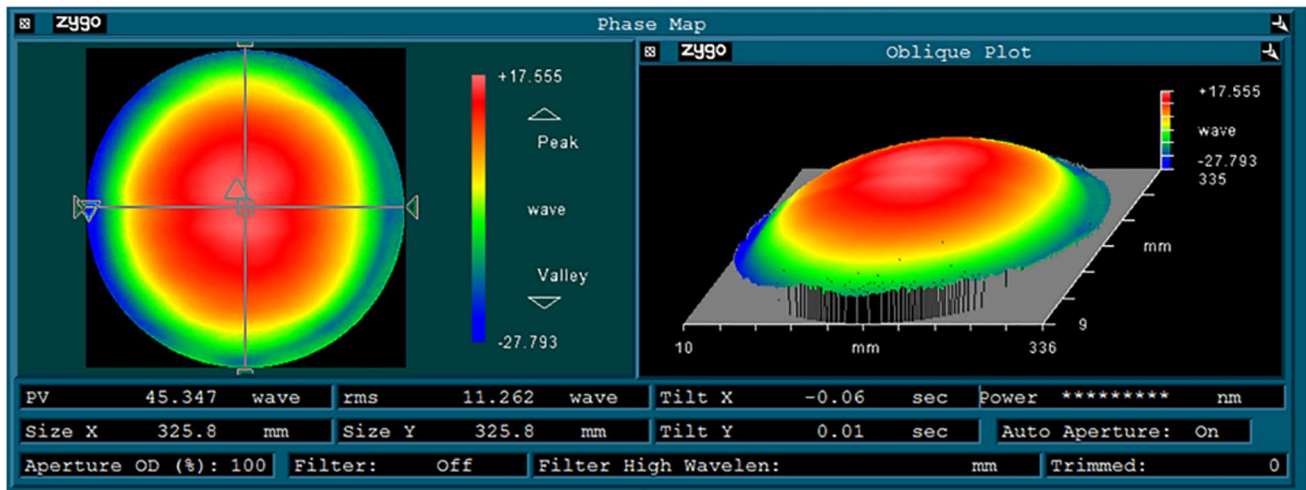 zygo Phase Map
+17.555
Peak
wave
Valley
-27.793
zygo Oblique Plot
+17.555
wave
-27.793
335
mm
9
10 mm 336
PV 45.347 wave rms 11.262 wave Tilt X -0.06 sec Power ********* nm
Size X 325.8 mm Size Y 325.8 mm Tilt Y 0.01 sec Auto Aperture: On
Aperture OD (%): 100 Filter: Off Filter High Wavelen: mm Trimmed: 0